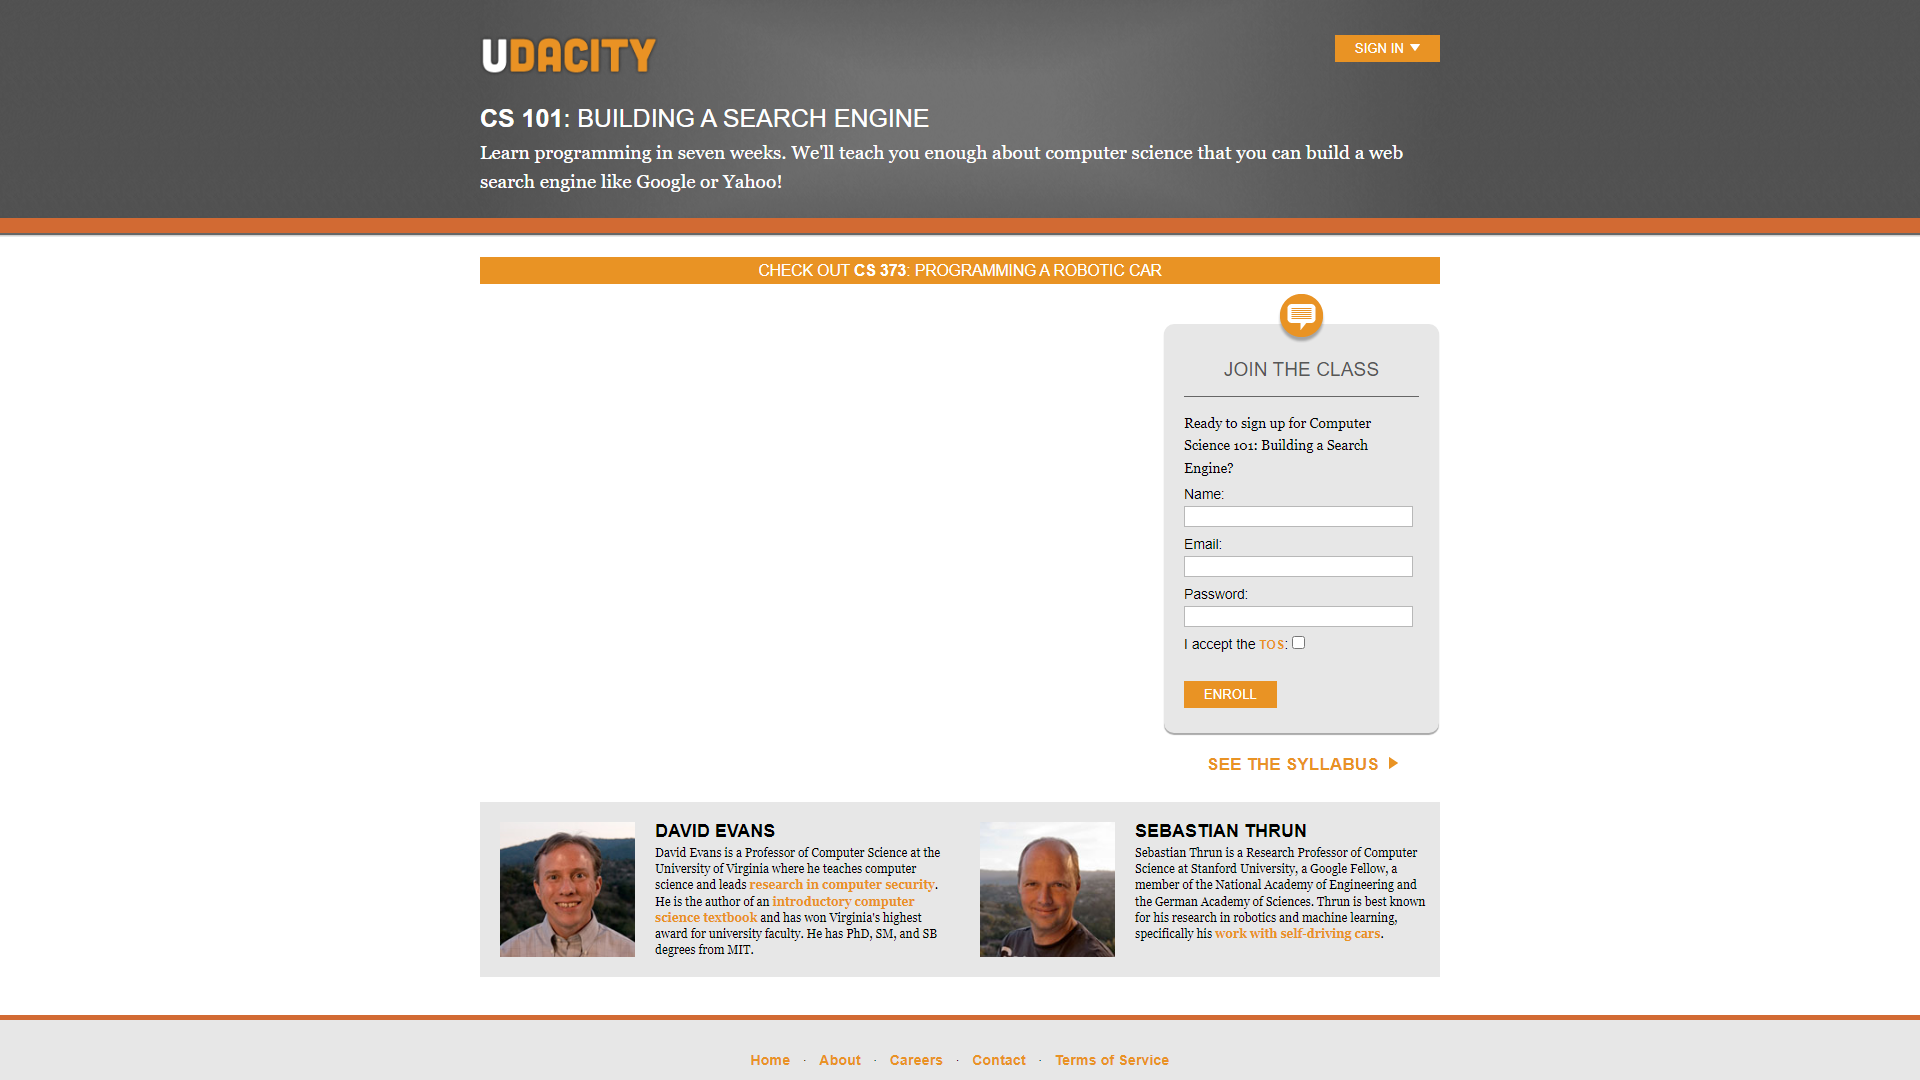 UDACITY
SIGN IN
CS 101: BUILDING A SEARCH ENGINE
Learn programming in seven weeks. We'll teach you enough about computer science that you can build a web
search engine like Google or Yahoo!
CHECK OUT CS 373: PROGRAMMING A ROBOTIC CAR
JOIN THE CLASS
Ready to sign up for Computer
Science 101: Building a Search
Engine?
Name:
Email:
Password:
I accept the TOS:
ENROLL
SEE THE SYLLABUS
DAVID EVANS
David Evans is a Professor of Computer Science at the
University of Virginia where he teaches computer
science and leads research in computer security.
He is the author of an introductory computer
science textbook and has won Virginia's highest
award for university faculty. He has PhD, SM, and SB
degrees from MIT.
SEBASTIAN THRUN
Sebastian Thrun is a Research Professor of Computer
Science at Stanford University, a Google Fellow, a
member of the National Academy of Engineering and
the German Academy of Sciences. Thrun is best known
for his research in robotics and machine learning,
specifically his work with self-driving cars.
Home · About · Careers · Contact · Terms of Service